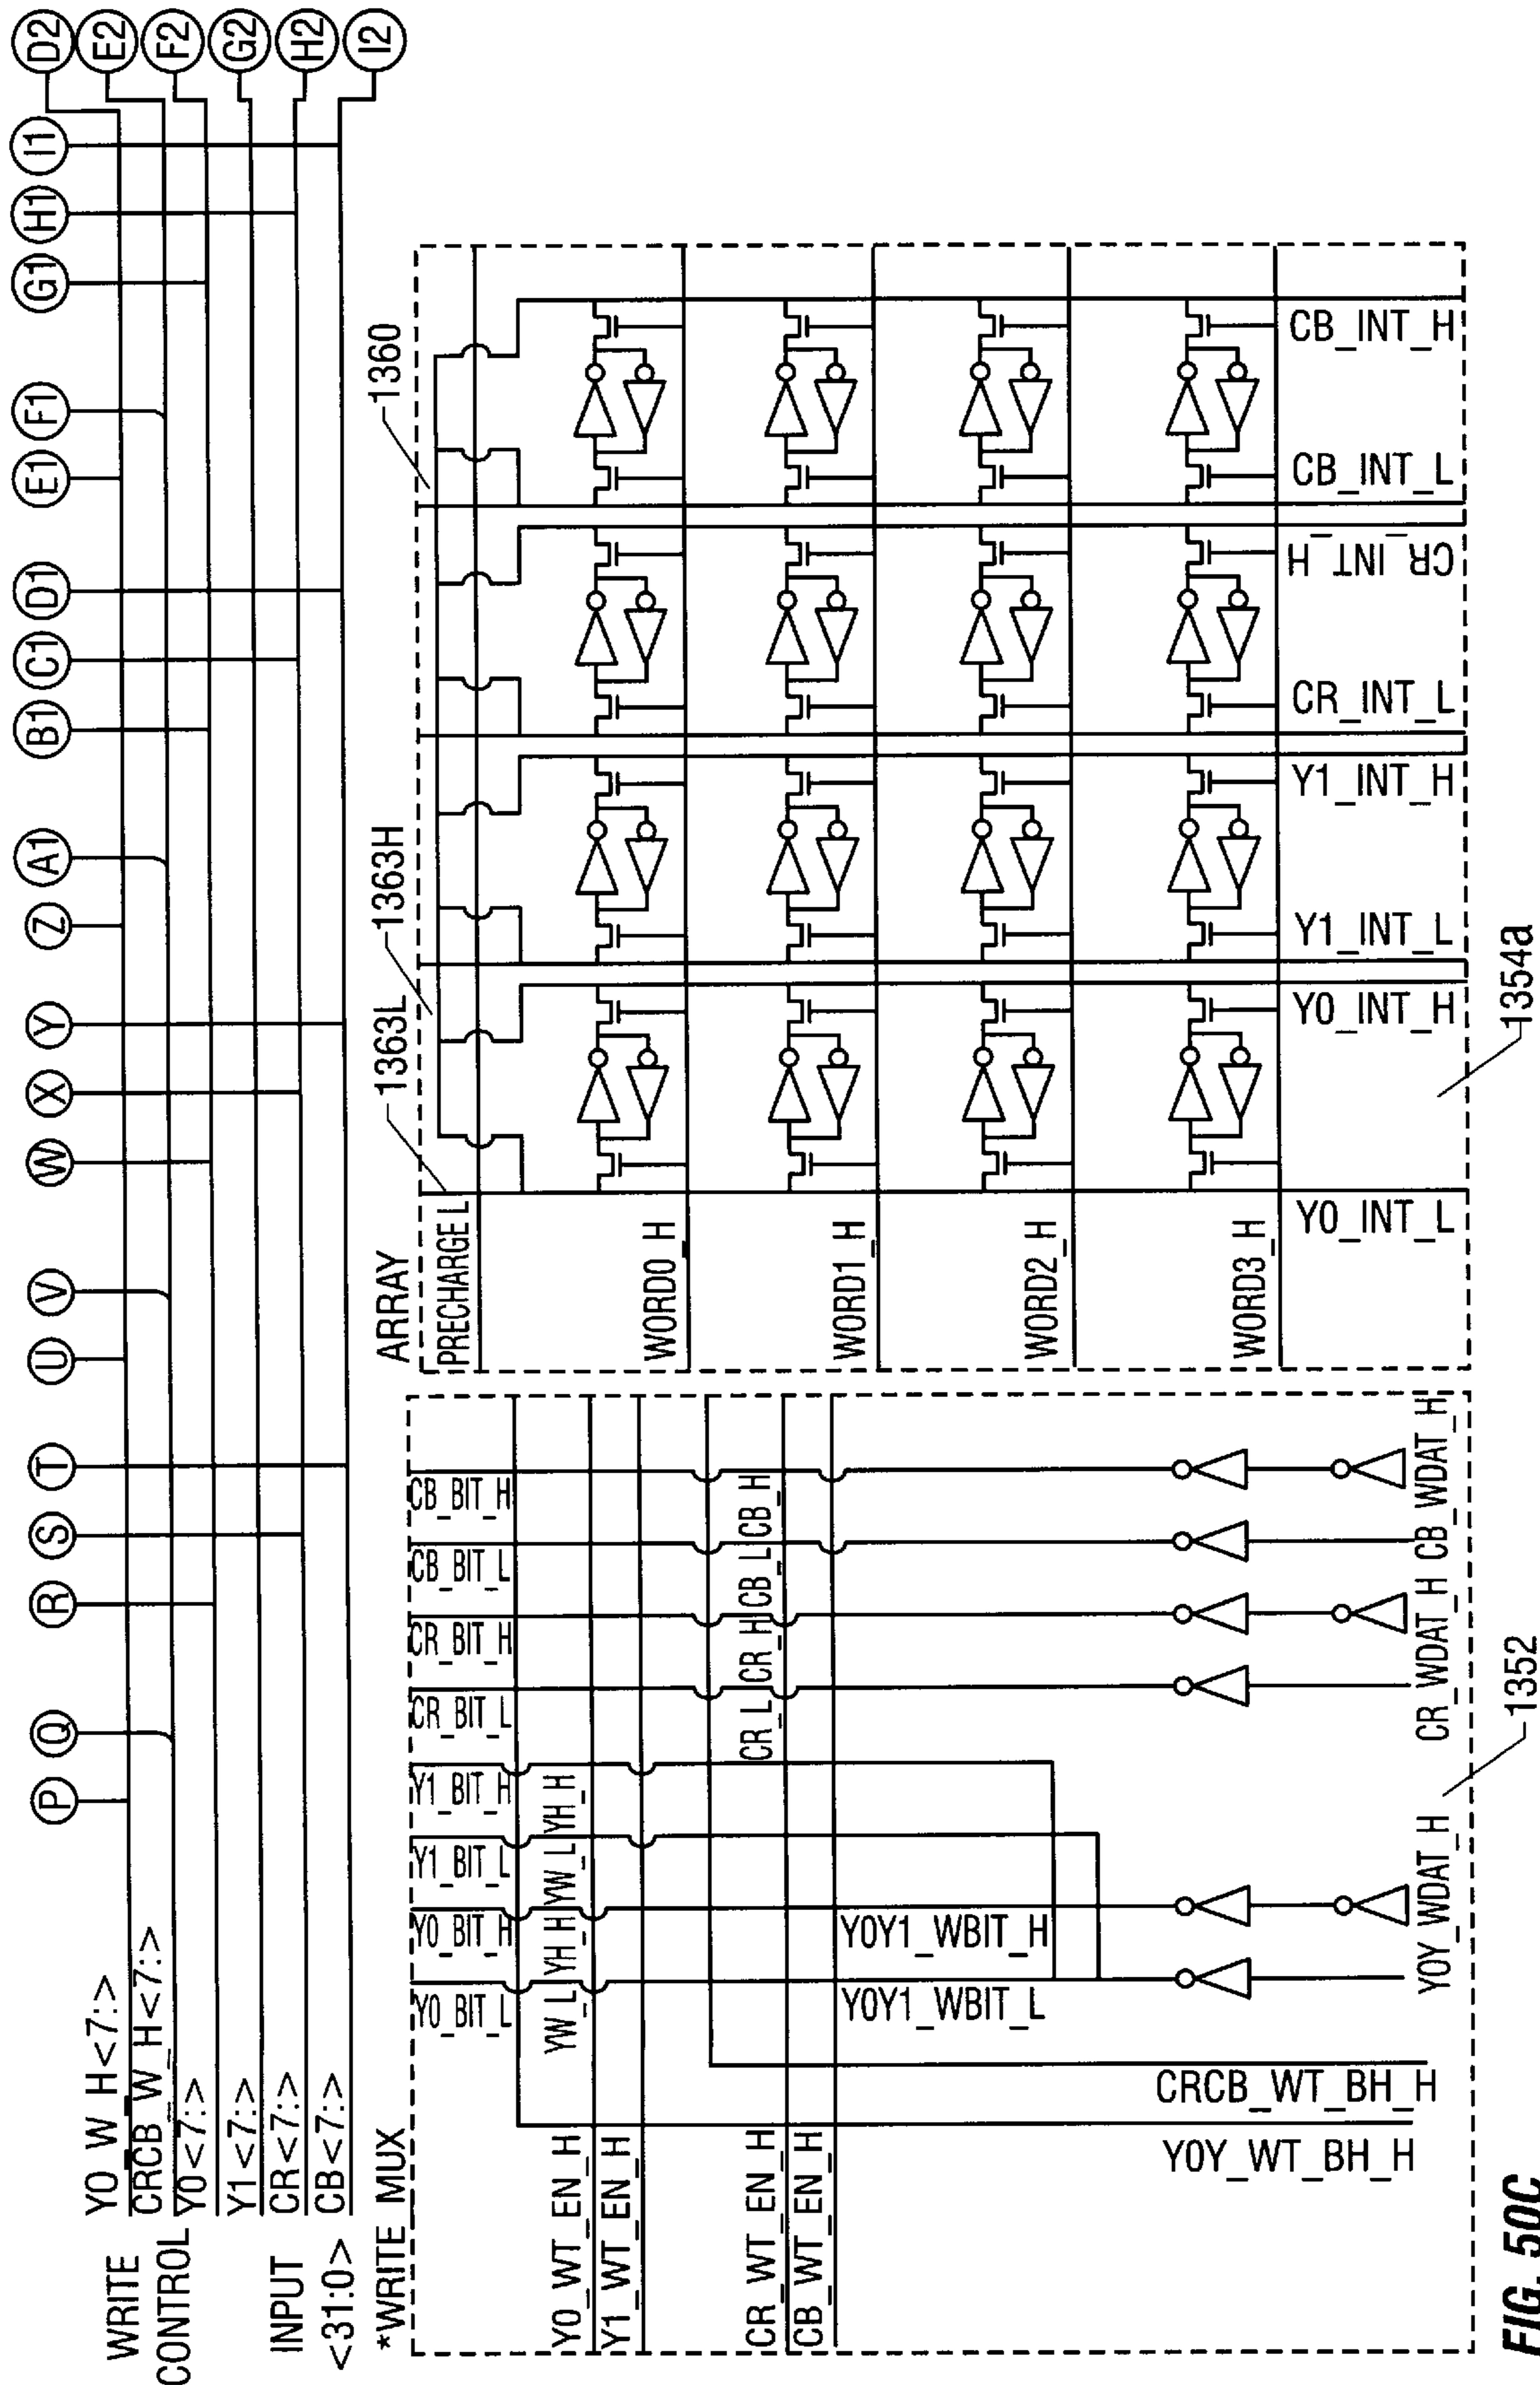 P Q R S T U V W X Y Z A1 B1 C1 D1 E1 F1 G1 H1 I1
WRITE
CONTROL
YO_W_H<7:>
CRCB_W_H<7:>
Y0<7:>
Y1<7:>
INPUT
<31:0>
CR<7:>
CB<7:>
D2
E2
F2
G2
H2
I2
*WRITE MUX
Y0_BIT_L Y0_BIT_H Y1_BIT_L Y1_BIT_H CR_BIT_L CR_BIT_H CB_BIT_L CB_BIT_H
YW_L YH_H YW_L YH_H
Y0_WT_EN_H
Y1_WT_EN_H
CR_L CR_H CB_L CB_H
CR_WT_EN_H
CB_WT_EN_H
Y0Y1_WBIT_H
Y0Y1_WBIT_L
CRCB_WT_BH_H
Y0Y_WT_BH_H
Y0Y_WDAT_H CR_WDAT_H CB_WDAT_H
1352
ARRAY
1363L
1363H
1360
PRECHARGE L
WORD0_H
WORD1_H
WORD2_H
WORD3_H
Y0_INT_L Y0_INT_H Y1_INT_L Y1_INT_H CR_INT_L CR_INT_H CB_INT_L CB_INT_H
1354a
FIG. 50C